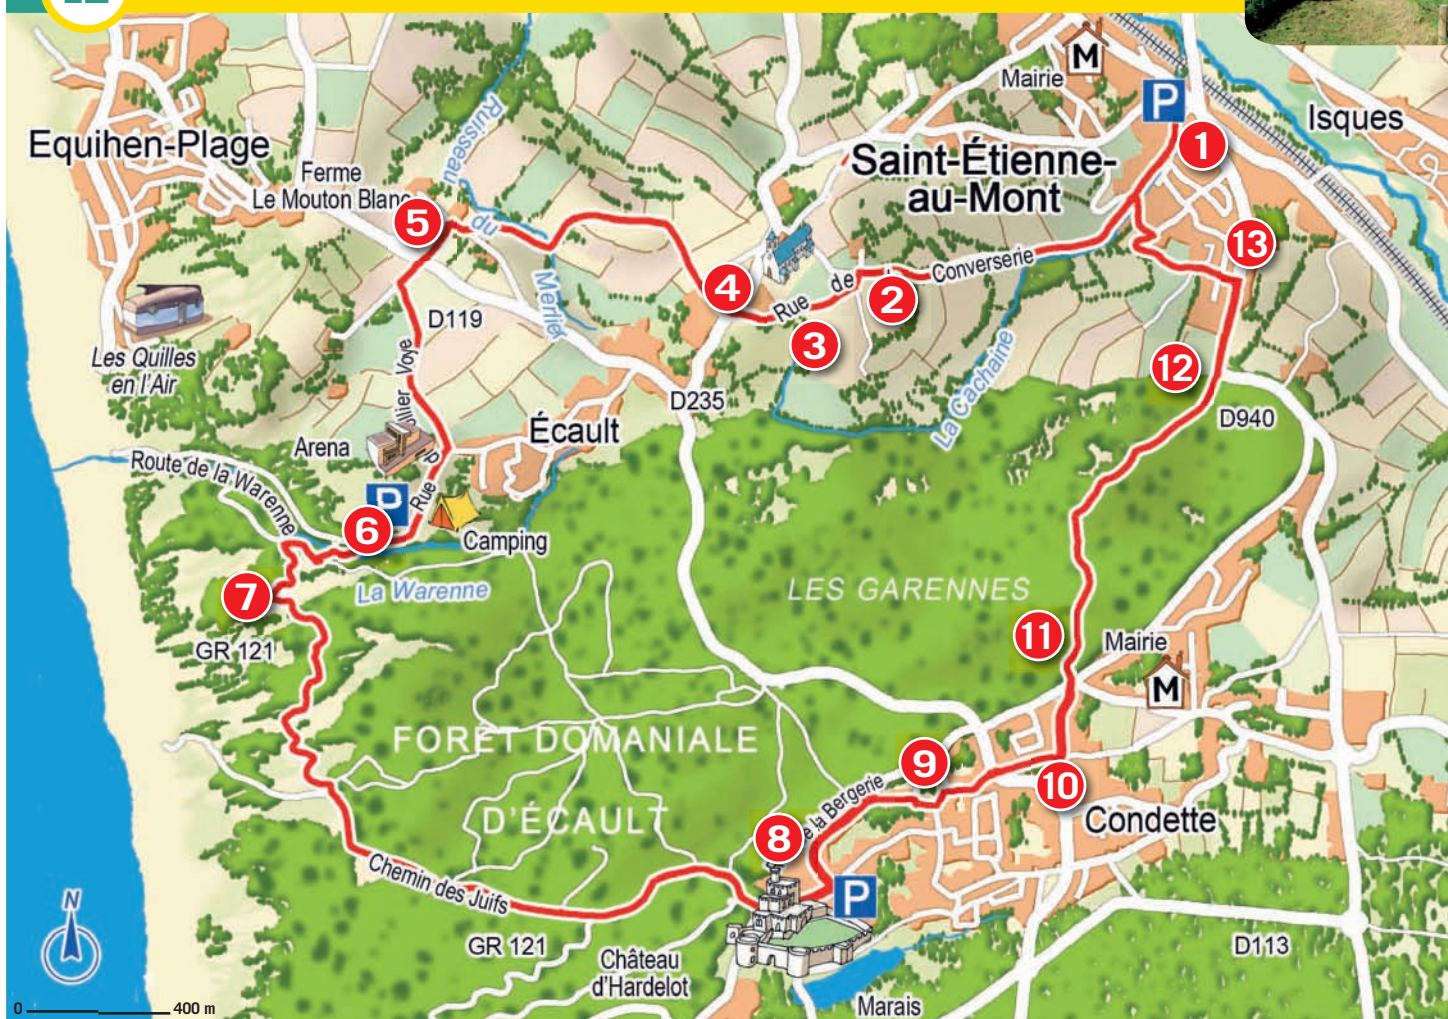 12
M
Mairie
P
Isques
1
Equihen-Plage
Ruisseau
Saint-Étienne-
au-Mont
Ferme
Le Mouton Blanc
5
du
13
Merlier
4
Rue de Converserie
2
D119
3
Les Quilles
en l'Air
La Cachaine
12
D235
D940
Écault
Arena
Rue
ollier Voye
Route de la Warenne
P
6
Camping
La Warenne
LES GARENNES
7
GR 121
11
Mairie
M
FORÊT DOMANIALE
D'ÉCAULT
9
10
Condette
8
e la Bergerie
Chemin des Juifs
P
N
GR 121
Château
d'Hardelot
D113
Marais
0
400 m